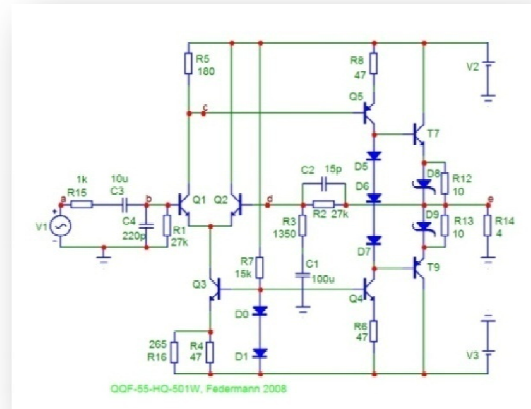 R5
180
R8
47
V2
Q5
T7
C2
15p
D5
D8
R12
10
1k
R15
10u
C3
D6
a
b
c
d
e
Q1
Q2
R2 27k
D9
R13
10
V1
C4
220p
R1
27k
R3
1350
R14
4
R7
15k
C1
100u
D7
T9
Q3
Q4
D0
265
R16
R4
47
D1
R6
47
V3
QQF-55-HQ-501W, Federmann 2008